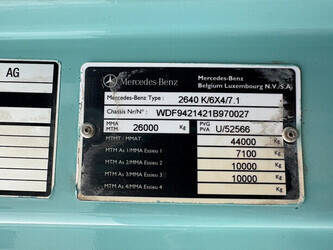 AG
Mercedes-Benz
Mercedes-Benz
Belgium Luxembourg N.V./S.A.
Mercedes-Benz Type : 2640 K/6X4/7.1
Chassis Nr/N° : WDF9421421B970027
MMA
MTM 26000 Kg PVG
PVA U/52566
MTMT / MMAT 44000 Kg
MTM As 1/MMA Essieu 1 7100 Kg
MTM As 2/MMA Essieu 2 10000 Kg
MTM As 3/MMA Essieu 3 10000 Kg
MTM As 4/MMA Essieu 4 Kg